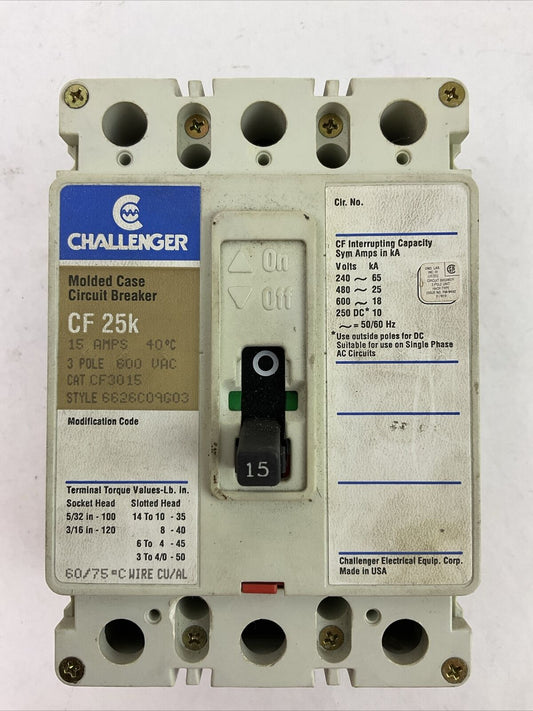 CHALLENGER
Molded Case
Circuit Breaker
CF 25k
15 AMPS 40°C
3 POLE 600 VAC
CAT CF3015
STYLE 6626C09G03
Modification Code
Terminal Torque Values-Lb. in.
Socket Head Slotted Head
5/32 in - 100 14 To 10 - 35
3/16 in - 120 8 - 40
6 To 4 - 45
3 To 4/0 - 50
60/75 °C WIRE CU/AL
On
Off
O
15
Cir. No.
CF Interrupting Capacity
Sym Amps in kA
Volts kA
240 ~ 65
480 ~ 25
600 ~ 18
250 DC* 10
~ = 50/60 Hz
*Use outside poles for DC
Suitable for use on Single Phase
AC Circuits
Challenger Electrical Equip. Corp.
Made in USA